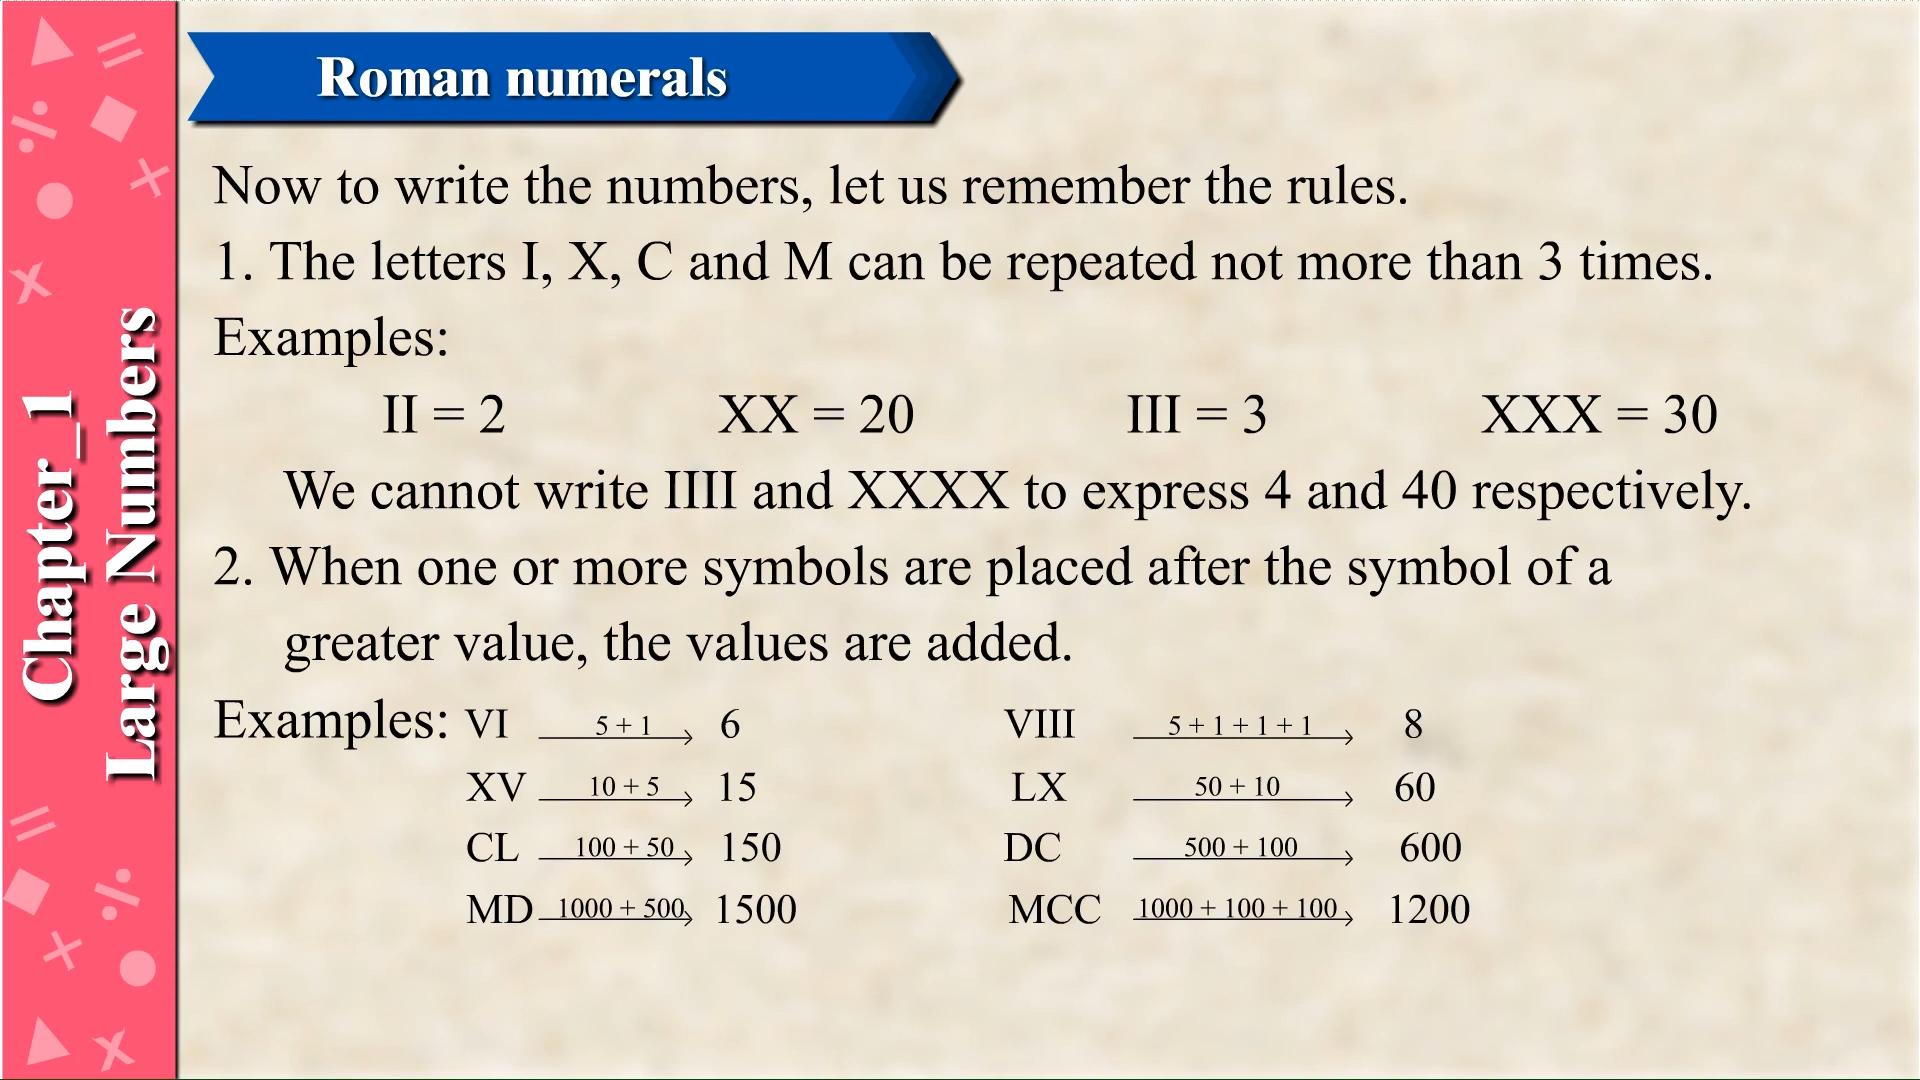 Roman numerals
Now to write the numbers, let us remember the rules.
1. The letters I, X, C and M can be repeated not more than 3 times.
Examples:
II = 2 XX = 20 III = 3 XXX = 30
We cannot write IIII and XXXX to express 4 and 40 respectively.
2. When one or more symbols are placed after the symbol of a
greater value, the values are added.
Examples: VI 5 + 1 → 6 VIII 5 + 1 + 1 + 1 → 8
XV 10 + 5 → 15 LX 50 + 10 → 60
CL 100 + 50 → 150 DC 500 + 100 → 600
MD 1000 + 500 → 1500 MCC 1000 + 100 + 100 → 1200
Chapter_1
Large Numbers